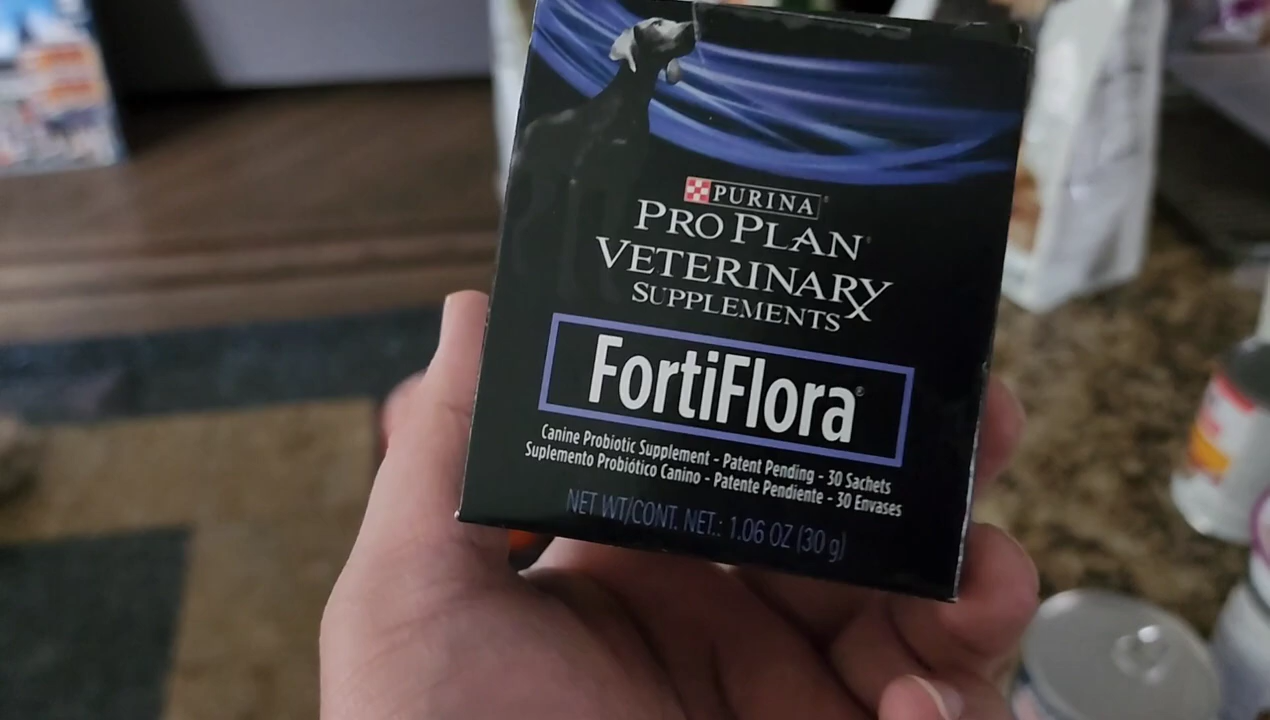 PURINA
PRO PLAN®
VETERINARY
SUPPLEMENTS
FortiFlora®
Canine Probiotic Supplement - Patent Pending - 30 Sachets
Suplemento Probiótico Canino - Patente Pendiente - 30 Envases
NET WT/CONT. NET.: 1.06 OZ (30 g)